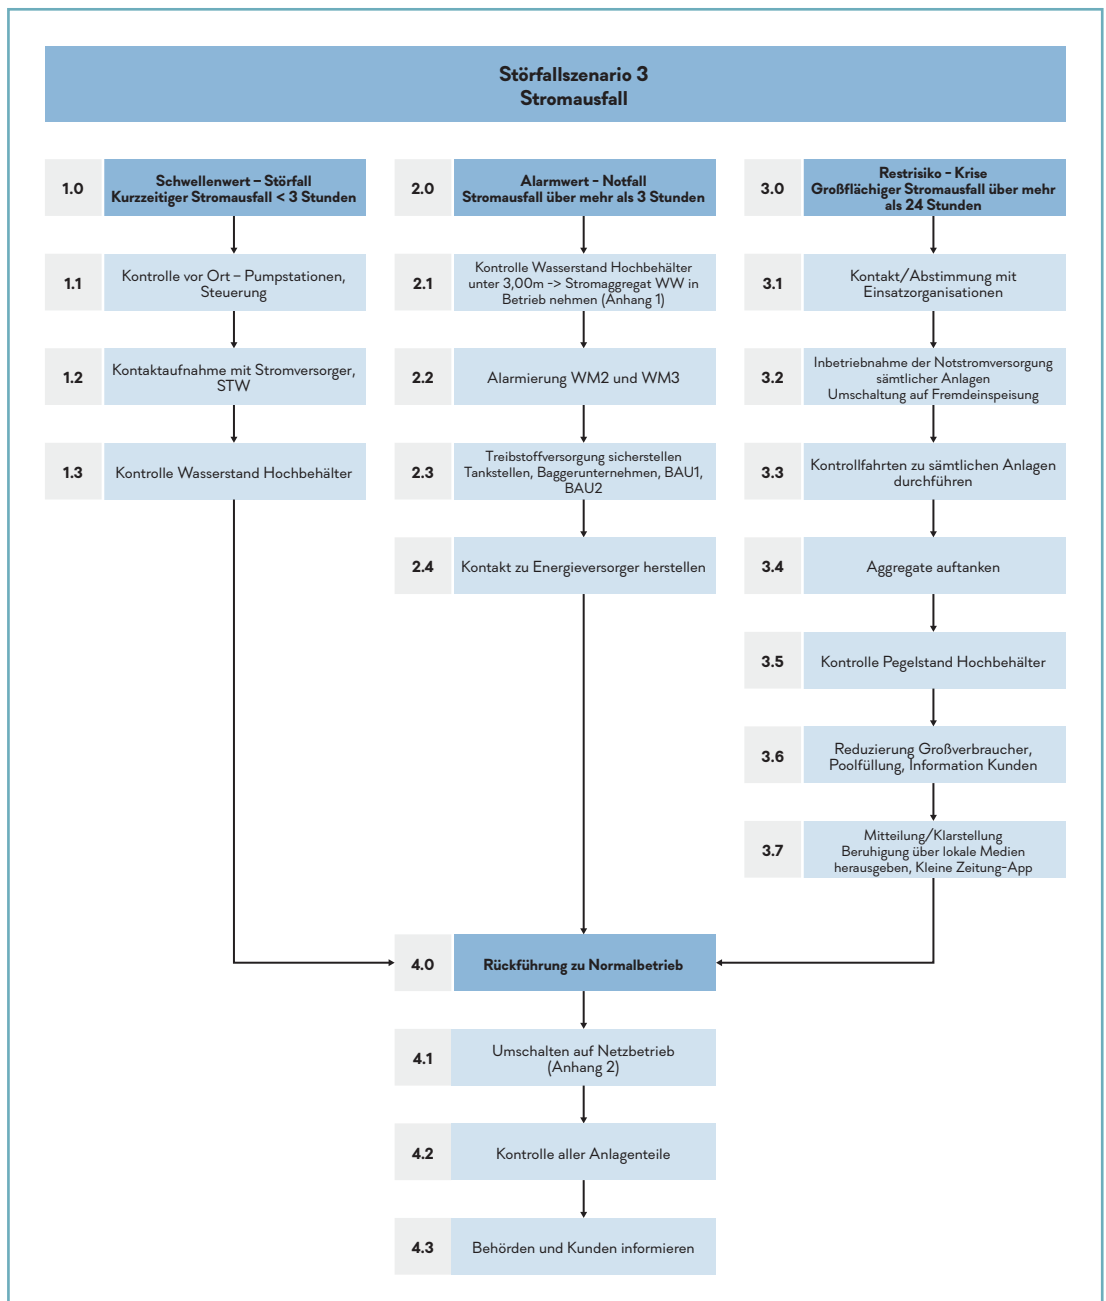 Störfallszenario 3
Stromausfall
1.0
Schwellenwert – Störfall
Kurzzeitiger Stromausfall < 3 Stunden
1.1
Kontrolle vor Ort – Pumpstationen,
Steuerung
1.2
Kontaktaufnahme mit Stromversorger,
STW
1.3
Kontrolle Wasserstand Hochbehälter
2.0
Alarmwert - Notfall
Stromausfall über mehr als 3 Stunden
2.1
Kontrolle Wasserstand Hochbehälter
unter 3,00m -> Stromaggregat WW in
Betrieb nehmen (Anhang 1)
2.2
Alarmierung WM2 und WM3
2.3
Treibstoffversorgung sicherstellen
Tankstellen, Baggerunternehmen, BAU1,
BAU2
2.4
Kontakt zu Energieversorger herstellen
3.0
Restrisiko - Krise
Großflächiger Stromausfall über mehr
als 24 Stunden
3.1
Kontakt/Abstimmung mit
Einsatzorganisationen
3.2
Inbetriebnahme der Notstromversorgung
sämtlicher Anlagen
Umschaltung auf Fremdeinspeisung
3.3
Kontrollfahrten zu sämtlichen Anlagen
durchführen
3.4
Aggregate auftanken
3.5
Kontrolle Pegelstand Hochbehälter
3.6
Reduzierung Großverbraucher,
Poolfüllung, Information Kunden
3.7
Mitteilung/Klarstellung
Beruhigung über lokale Medien
herausgeben, Kleine Zeitung-App
4.0
Rückführung zu Normalbetrieb
4.1
Umschalten auf Netzbetrieb
(Anhang 2)
4.2
Kontrolle aller Anlagenteile
4.3
Behörden und Kunden informieren